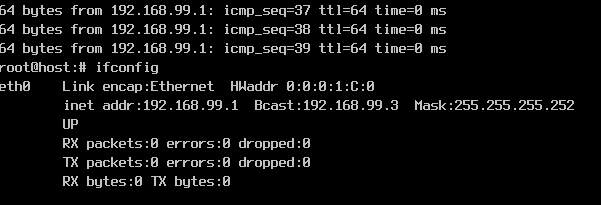 64 bytes from 192.168.99.1: icmp_seq=37 ttl=64 time=0 ms
64 bytes from 192.168.99.1: icmp_seq=38 ttl=64 time=0 ms
64 bytes from 192.168.99.1: icmp_seq=39 ttl=64 time=0 ms
root@host:# ifconfig
eth0 Link encap:Ethernet HWaddr 0:0:0:1:C:0
inet addr:192.168.99.1 Bcast:192.168.99.3 Mask:255.255.255.252
UP
RX packets:0 errors:0 dropped:0
TX packets:0 errors:0 dropped:0
RX bytes:0 TX bytes:0